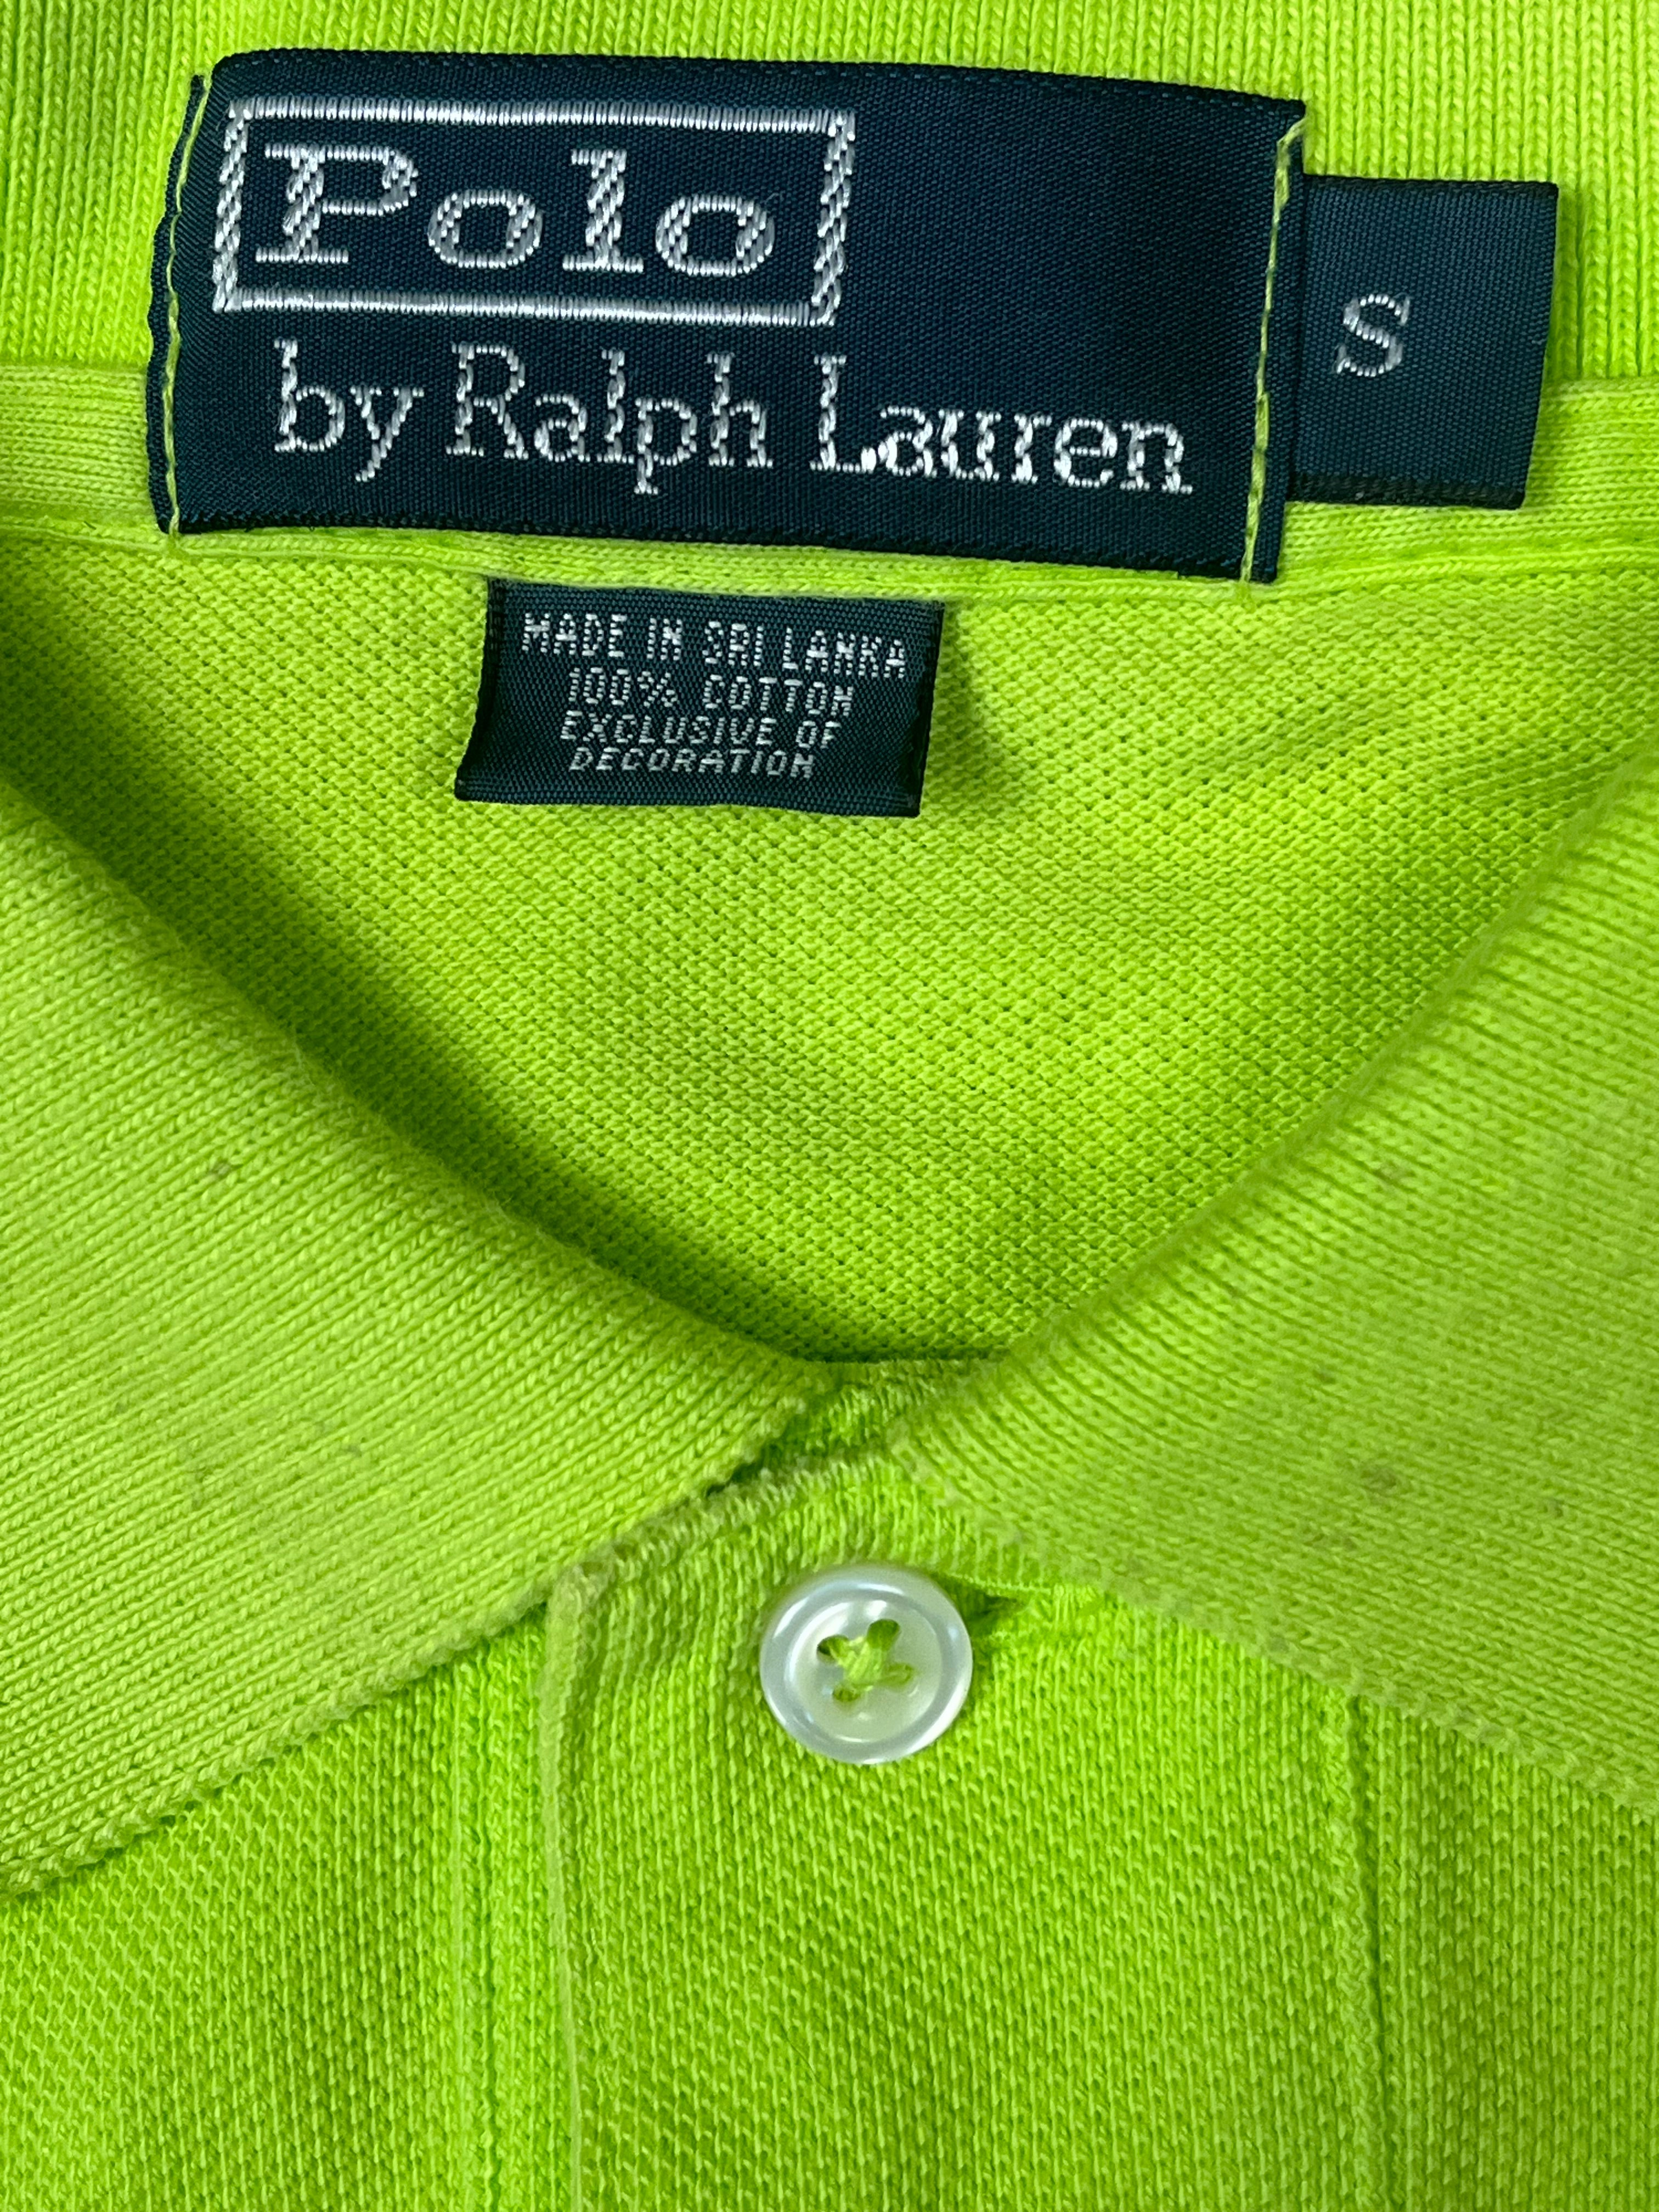 Polo
by Ralph Lauren
S
MADE IN SRI LANKA
100% COTTON
EXCLUSIVE OF
DECORATION